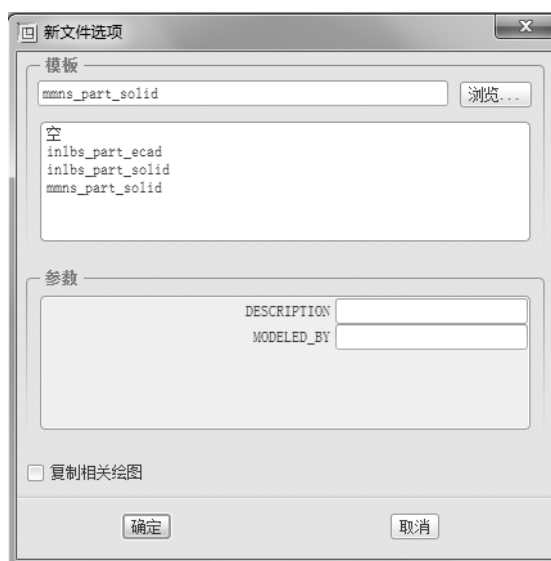 新文件选项
模板
mmns_part_solid
浏览...
空
inlbs_part_ecad
inlbs_part_solid
mmns_part_solid
参数
DESCRIPTION
MODELED_BY
复制相关绘图
确定
取消